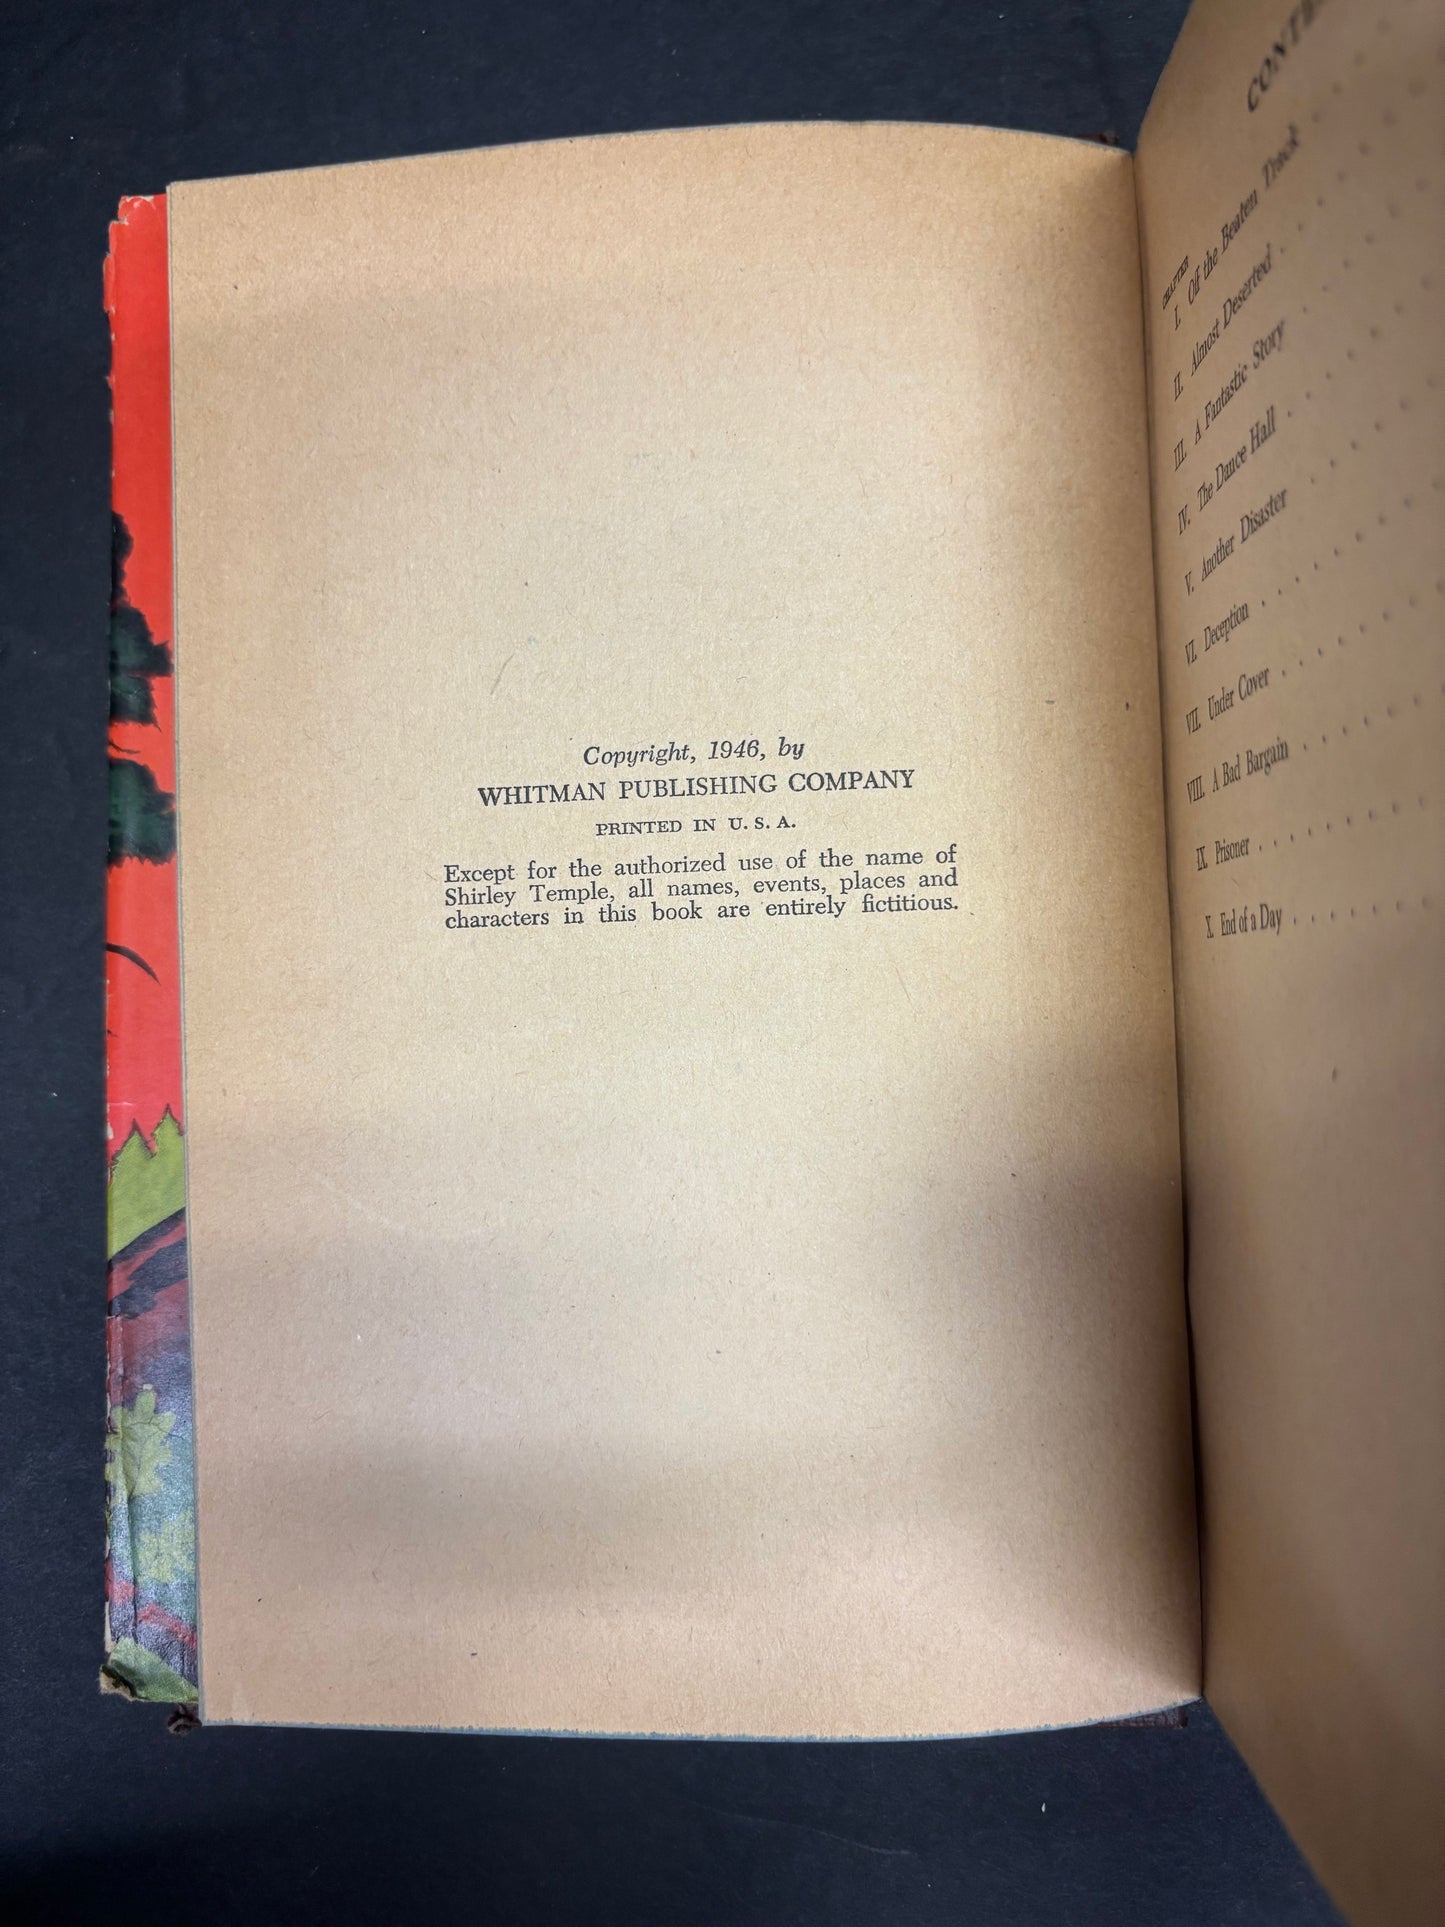 Copyright, 1946, by
WHITMAN PUBLISHING COMPANY
PRINTED IN U. S. A.
Except for the authorized use of the name of
Shirley Temple, all names, events, places and
characters in this book are entirely fictitious.
CHAPTER
I. Off the Beaten Track
II. Almost Deserted
III. A Fantastic Story
IV. The Dance Hall
V. Another Disaster
VI. Deception
VII. Under Cover
VIII. A Bad Bargain
IX. Prisoner
X. End of a Day